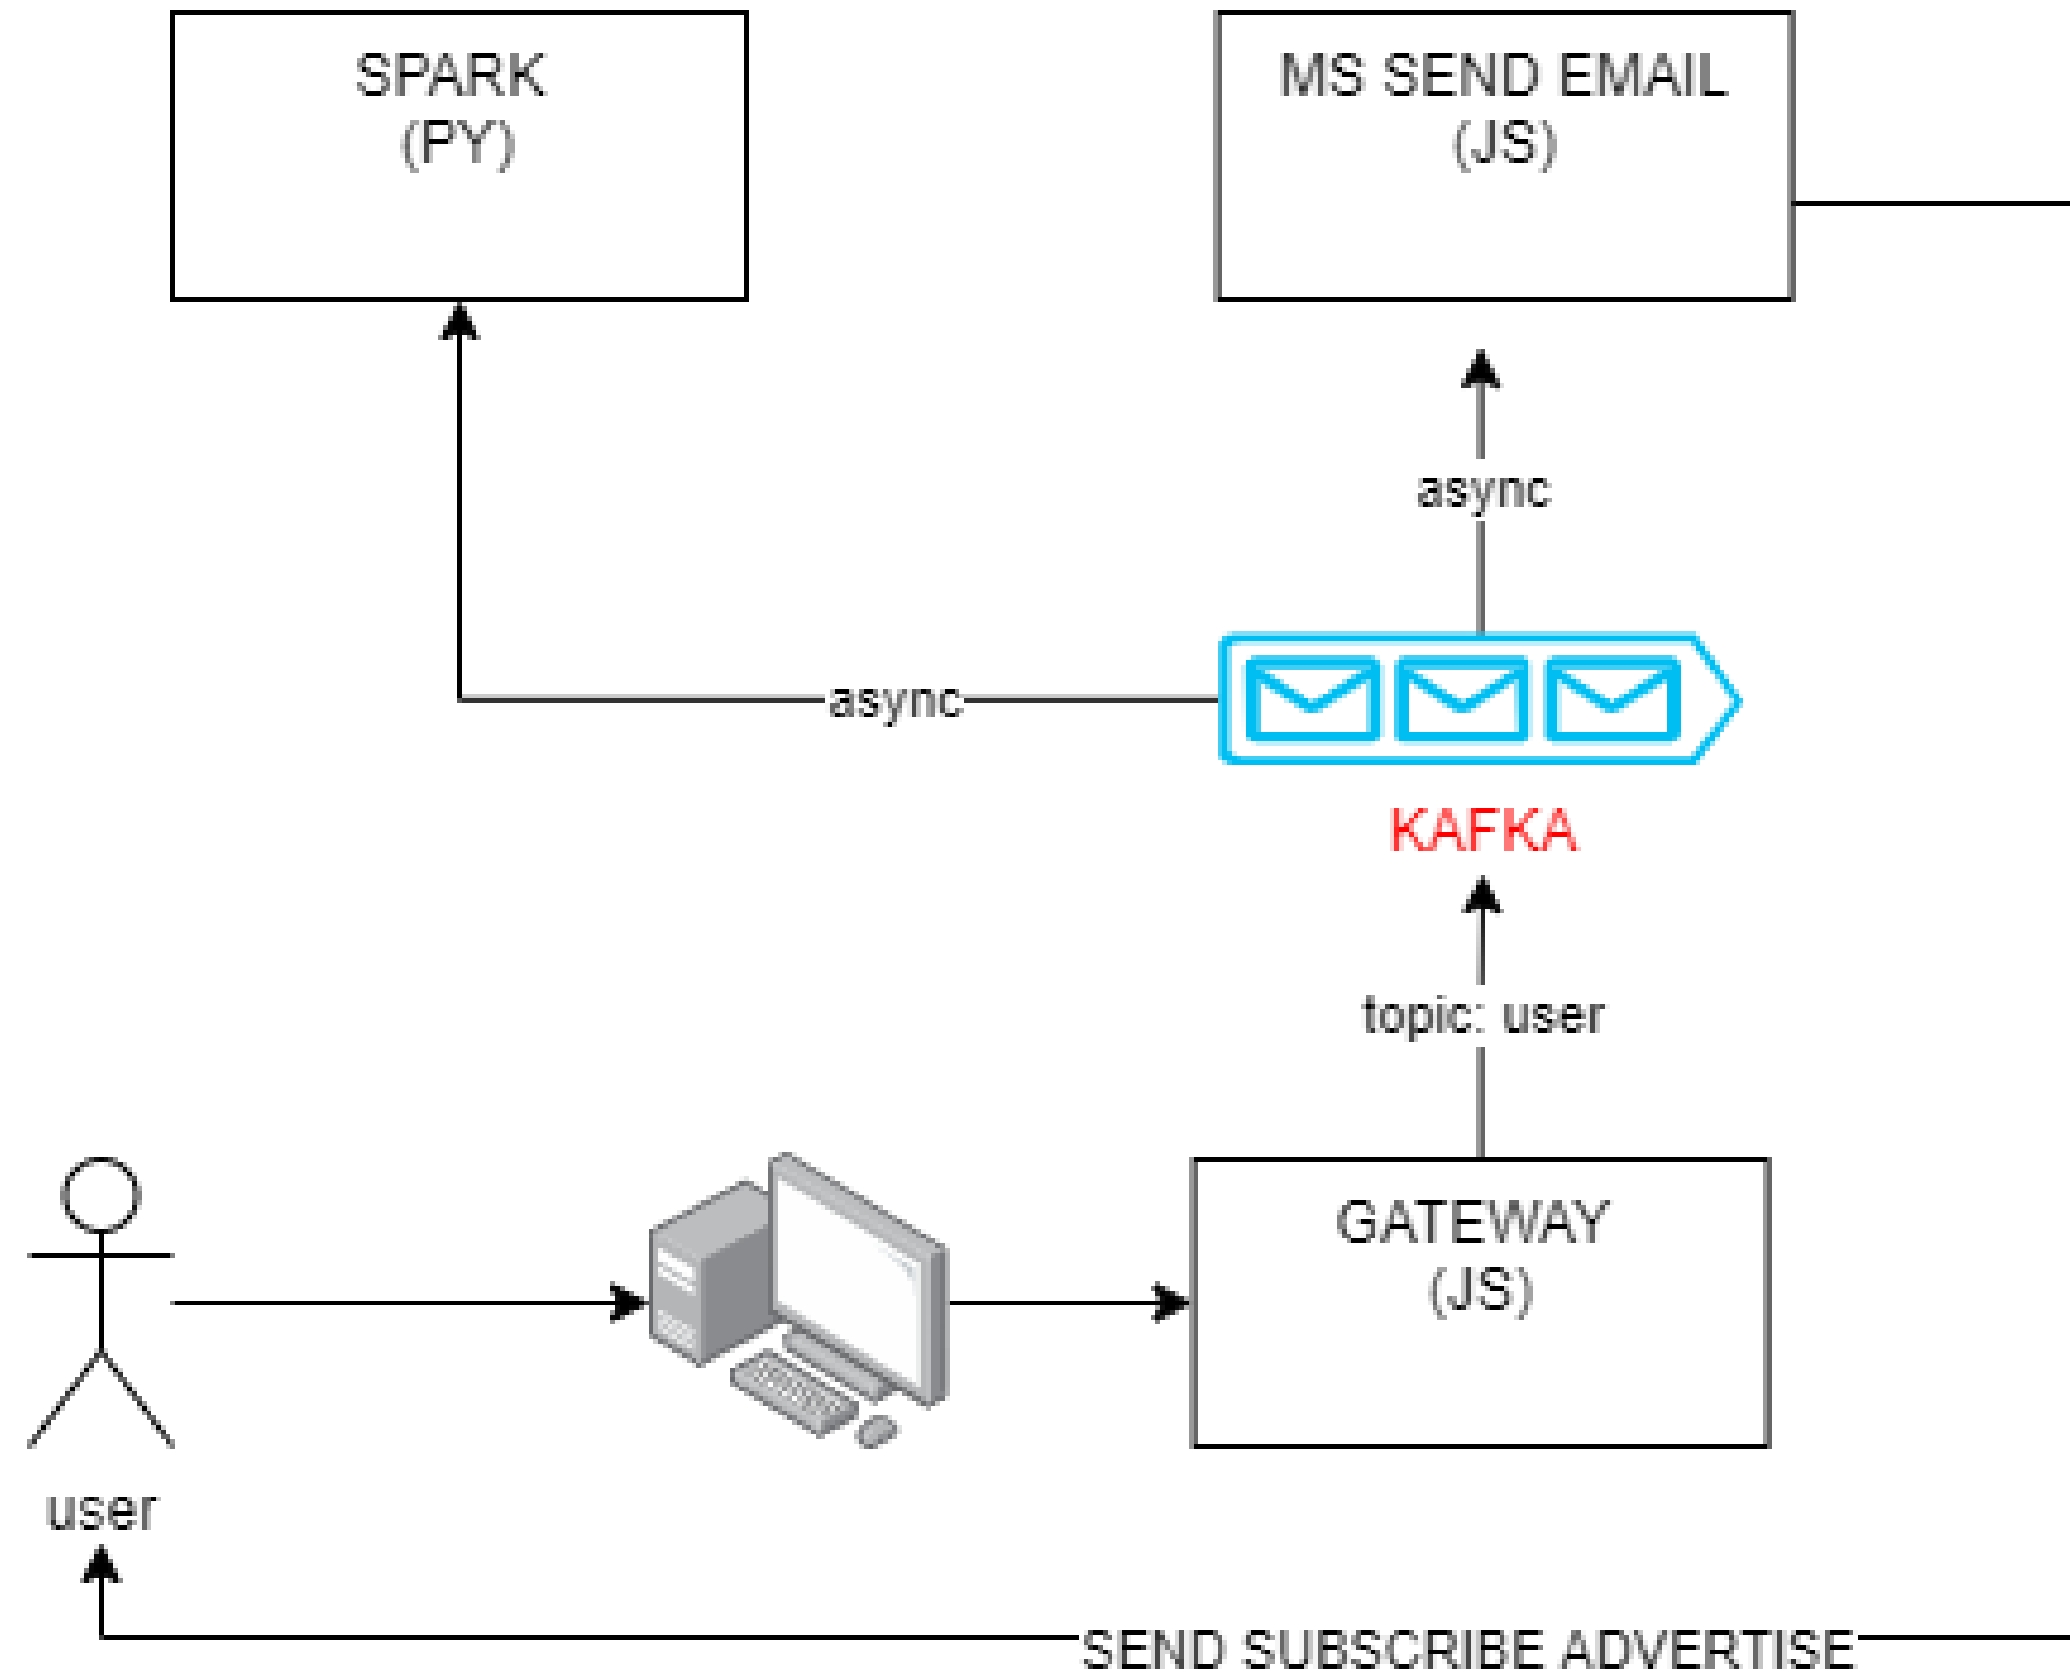 SPARK
(PY)
MS SEND EMAIL
(JS)
async
async
KAFKA
topic: user
GATEWAY
(JS)
user
SEND SUBSCRIBE ADVERTISE